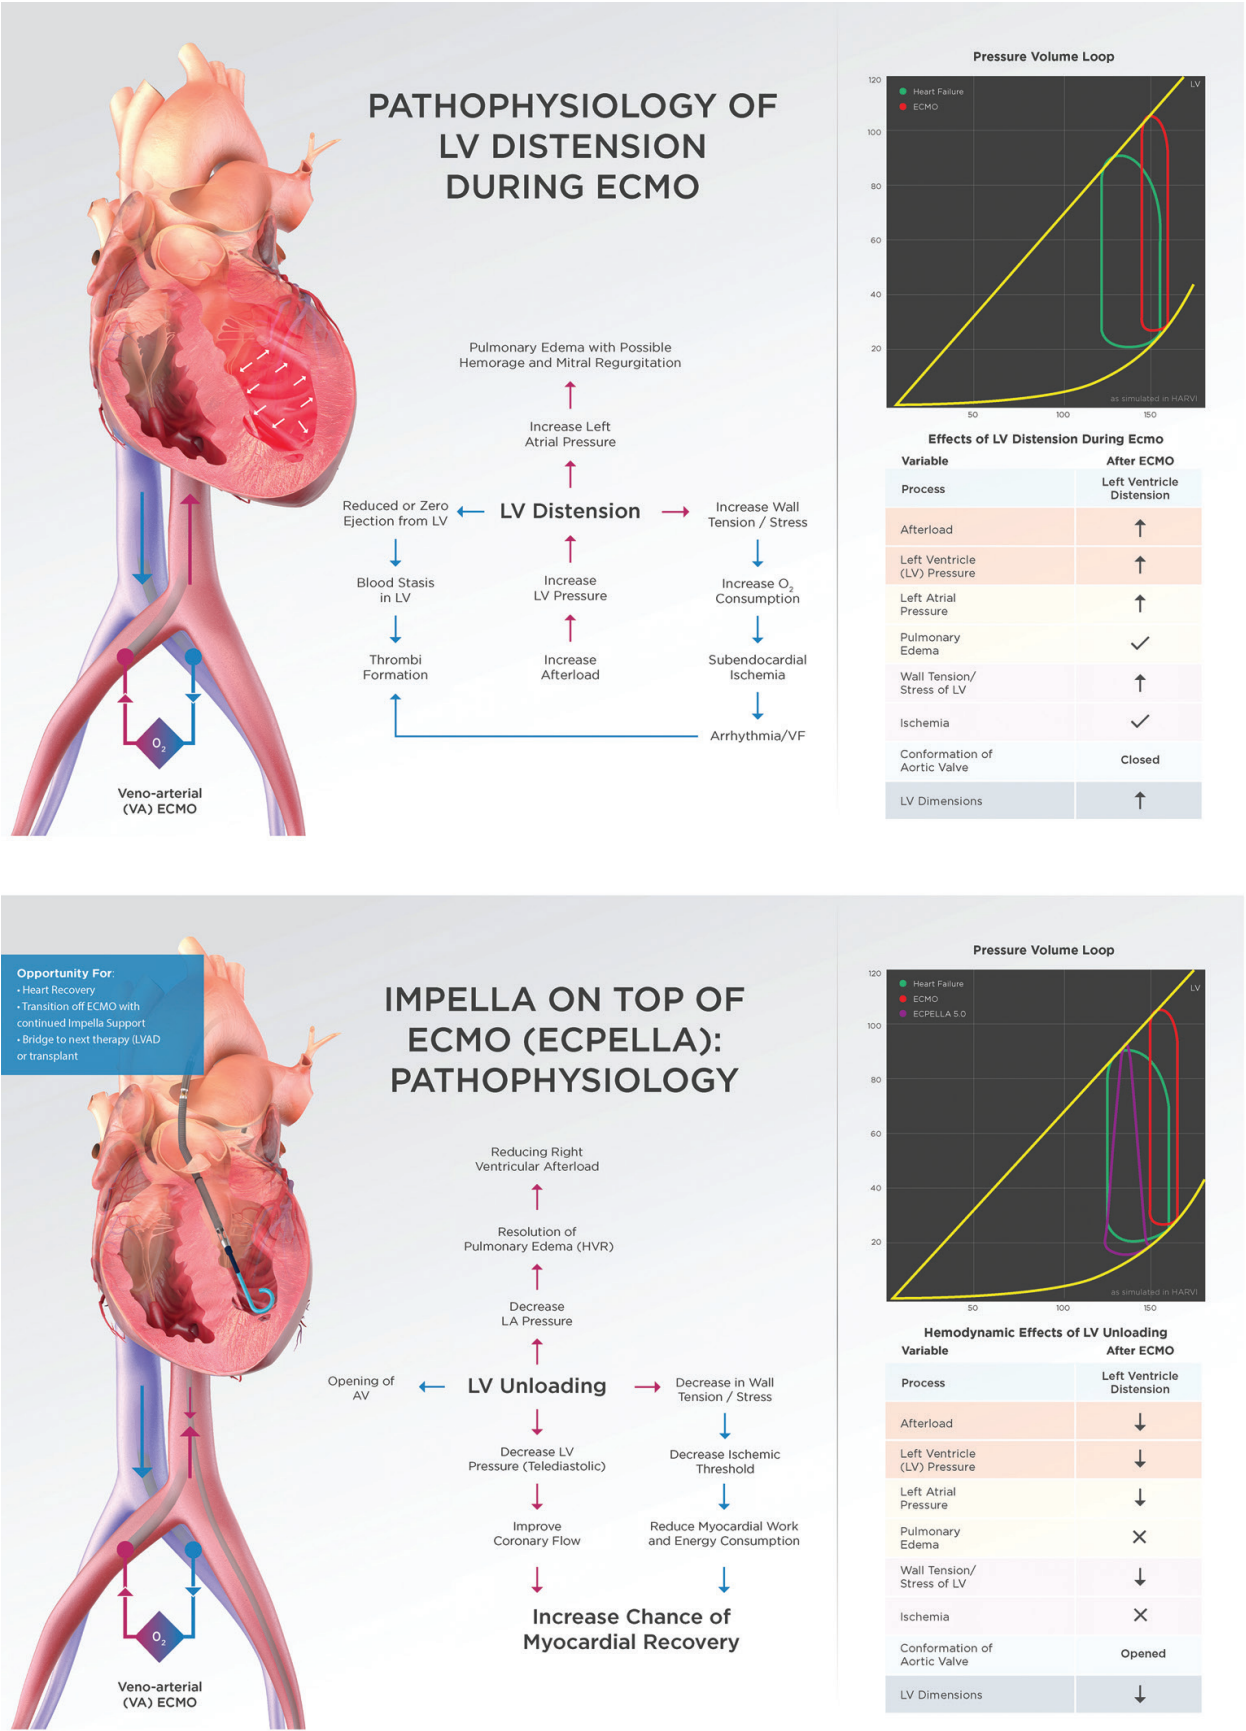 PATHOPHYSIOLOGY OF
LV DISTENSION
DURING ECMO
Pulmonary Edema with Possible
Hemorage and Mitral Regurgitation
Increase Left
Atrial Pressure
Reduced or Zero
Ejection from LV
LV Distension
Increase Wall
Tension / Stress
Blood Stasis
in LV
Increase
LV Pressure
Increase O2
Consumption
Thrombi
Formation
Increase
Afterload
Subendocardial
Ischemia
Arrhythmia/VF
O2
Veno-arterial
(VA) ECMO
Pressure Volume Loop
120
100
80
60
40
20
Heart Failure
ECMO
LV
as simulated in HARVI
50
100
150
Effects of LV Distension During Ecmo
Variable
After ECMO
Process
Left Ventricle
Distension
Afterload
Left Ventricle
(LV) Pressure
Left Atrial
Pressure
Pulmonary
Edema
Wall Tension/
Stress of LV
Ischemia
Conformation of
Aortic Valve
Closed
LV Dimensions
Opportunity For:
• Heart Recovery
• Transition off ECMO with
continued Impella Support
• Bridge to next therapy (LVAD
or transplant
IMPELLA ON TOP OF
ECMO (ECPELLA):
PATHOPHYSIOLOGY
Reducing Right
Ventricular Afterload
Resolution of
Pulmonary Edema (HVR)
Decrease
LA Pressure
Opening of
AV
LV Unloading
Decrease in Wall
Tension / Stress
Decrease LV
Pressure (Telediastolic)
Decrease Ischemic
Threshold
Improve
Coronary Flow
Reduce Myocardial Work
and Energy Consumption
Increase Chance of
Myocardial Recovery
O2
Veno-arterial
(VA) ECMO
Pressure Volume Loop
120
100
80
60
40
20
Heart Failure
ECMO
ECPELLA 5.0
LV
as simulated in HARVI
50
100
150
Hemodynamic Effects of LV Unloading
Variable
After ECMO
Process
Left Ventricle
Distension
Afterload
Left Ventricle
(LV) Pressure
Left Atrial
Pressure
Pulmonary
Edema
Wall Tension/
Stress of LV
Ischemia
Conformation of
Aortic Valve
Opened
LV Dimensions